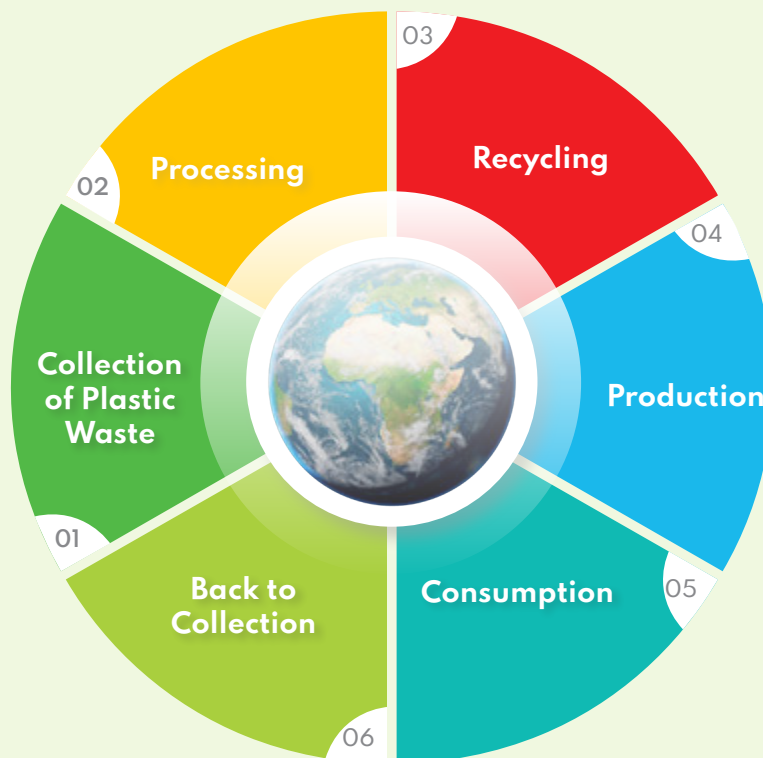 01
Collection
of Plastic
Waste
02
Processing
03
Recycling
04
Production
05
Consumption
06
Back to
Collection